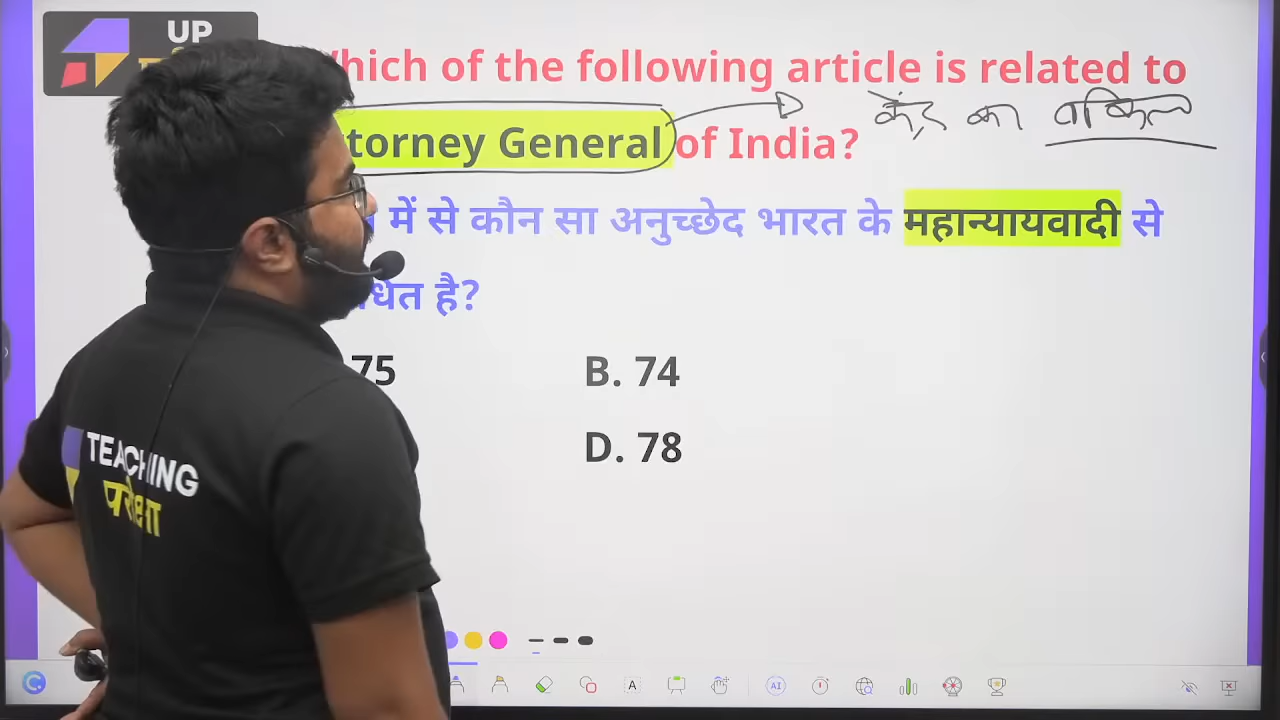 UP
hich of the following article is related to
केंद्र का वकिल
torney General of India?
में से कौन सा अनुच्छेद भारत के महान्यायवादी से
धित है?
75
B. 74
D. 78
TEACHING
परीक्षा
A
AI